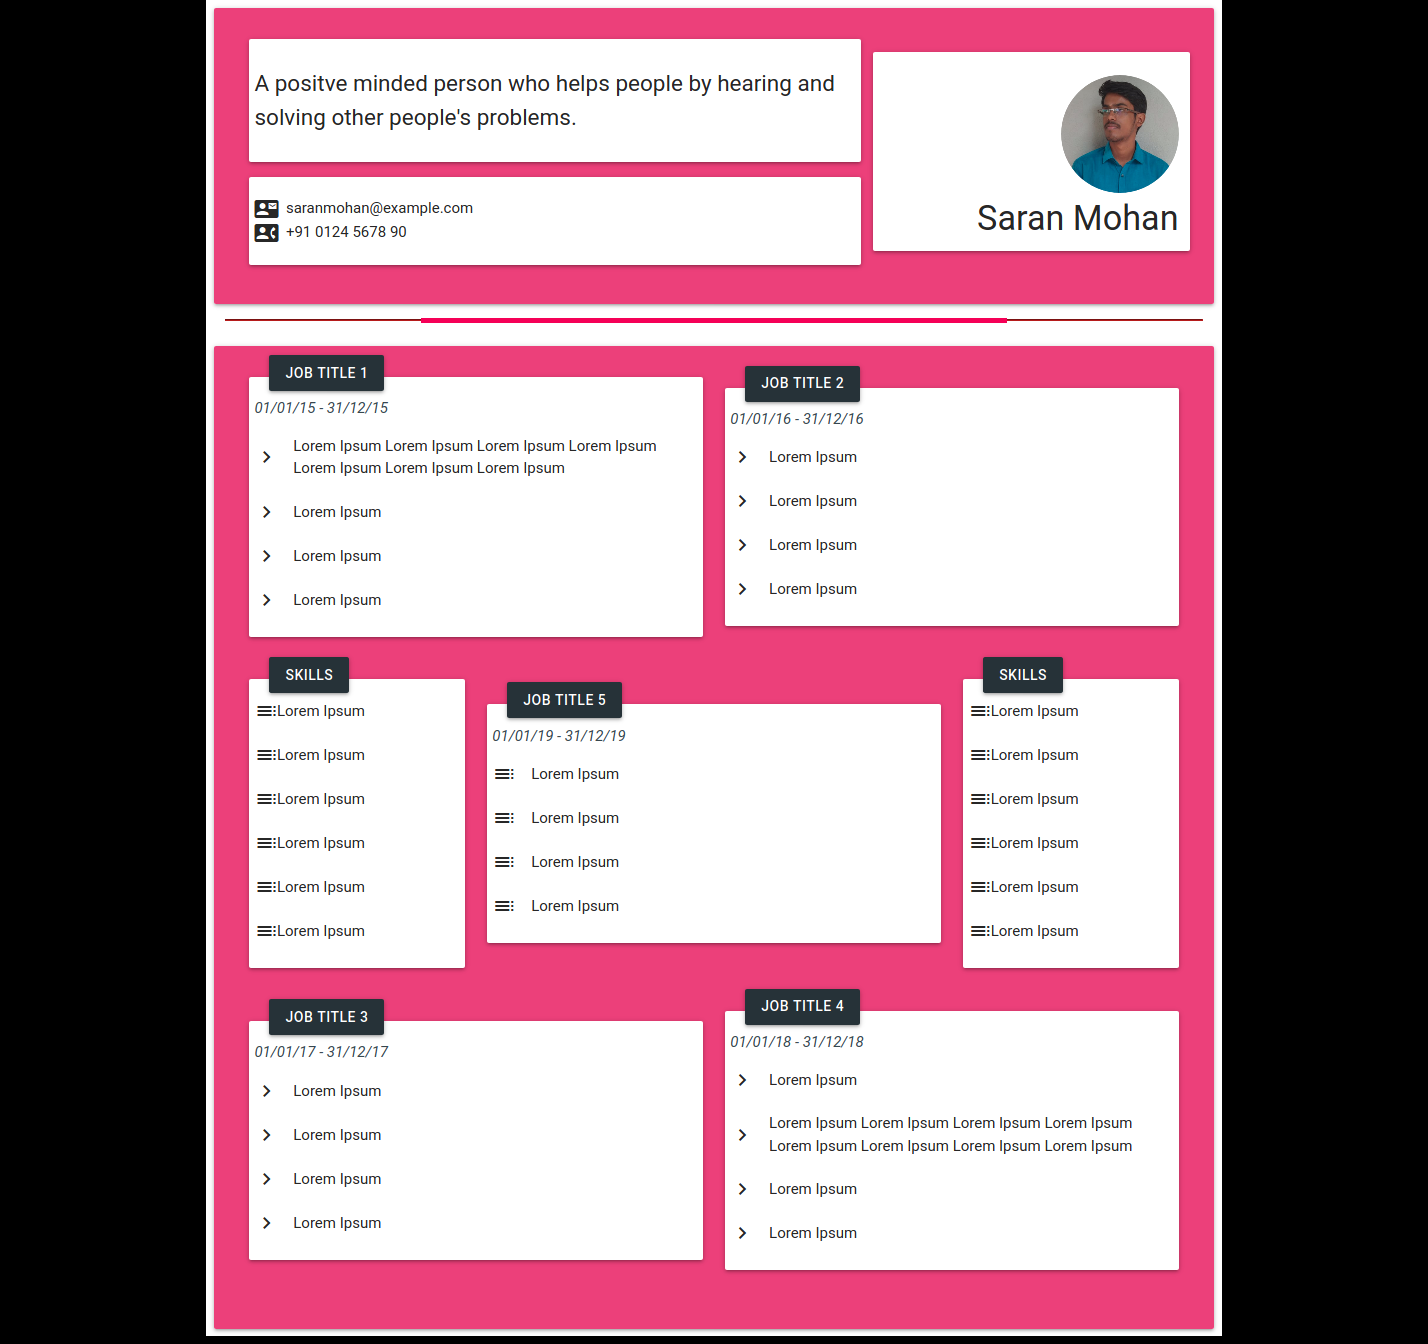 A positve minded person who helps people by hearing and
solving other people's problems.
saranmohan@example.com
+91 0124 5678 90
Saran Mohan
JOB TITLE 1
01/01/15 - 31/12/15
Lorem Ipsum Lorem Ipsum Lorem Ipsum Lorem Ipsum
Lorem Ipsum Lorem Ipsum Lorem Ipsum
Lorem Ipsum
Lorem Ipsum
Lorem Ipsum
JOB TITLE 2
01/01/16 - 31/12/16
Lorem Ipsum
Lorem Ipsum
Lorem Ipsum
Lorem Ipsum
SKILLS
Lorem Ipsum
Lorem Ipsum
Lorem Ipsum
Lorem Ipsum
Lorem Ipsum
Lorem Ipsum
JOB TITLE 5
01/01/19 - 31/12/19
Lorem Ipsum
Lorem Ipsum
Lorem Ipsum
Lorem Ipsum
SKILLS
Lorem Ipsum
Lorem Ipsum
Lorem Ipsum
Lorem Ipsum
Lorem Ipsum
Lorem Ipsum
JOB TITLE 3
01/01/17 - 31/12/17
Lorem Ipsum
Lorem Ipsum
Lorem Ipsum
Lorem Ipsum
JOB TITLE 4
01/01/18 - 31/12/18
Lorem Ipsum
Lorem Ipsum Lorem Ipsum Lorem Ipsum Lorem Ipsum
Lorem Ipsum Lorem Ipsum Lorem Ipsum Lorem Ipsum
Lorem Ipsum
Lorem Ipsum